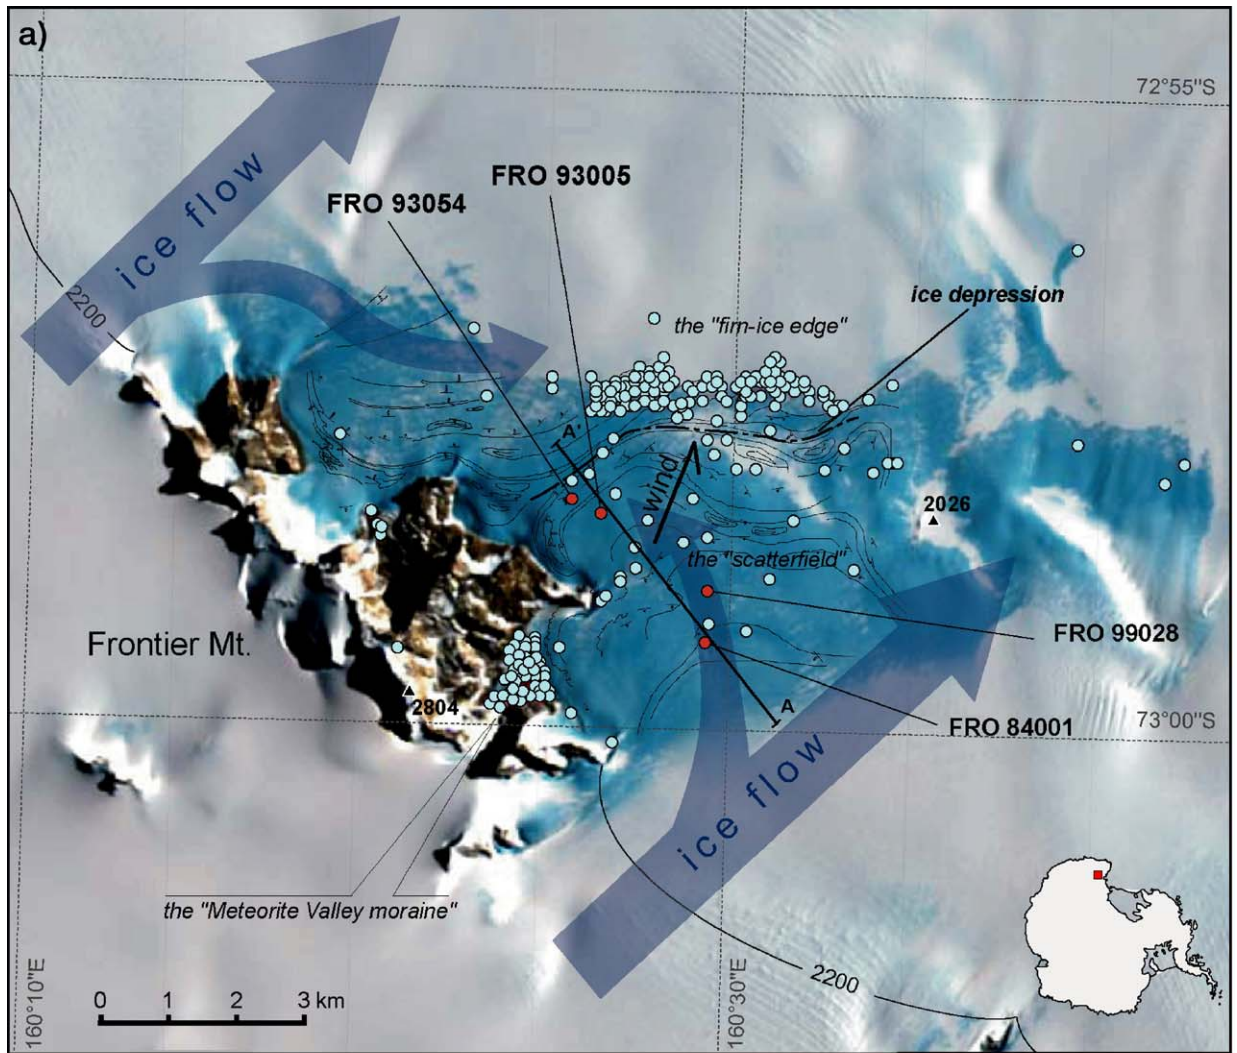 a)
72°55"S
FRO 93005
FRO 93054
ice flow
2200
ice depression
the "firn-ice edge"
A'
wind
2026
the "scatterfield"
Frontier Mt.
FRO 99028
2804
A
FRO 84001
73°00"S
ice flow
the "Meteorite Valley moraine"
2200
160°10"E
0 1 2 3 km
160°30"E